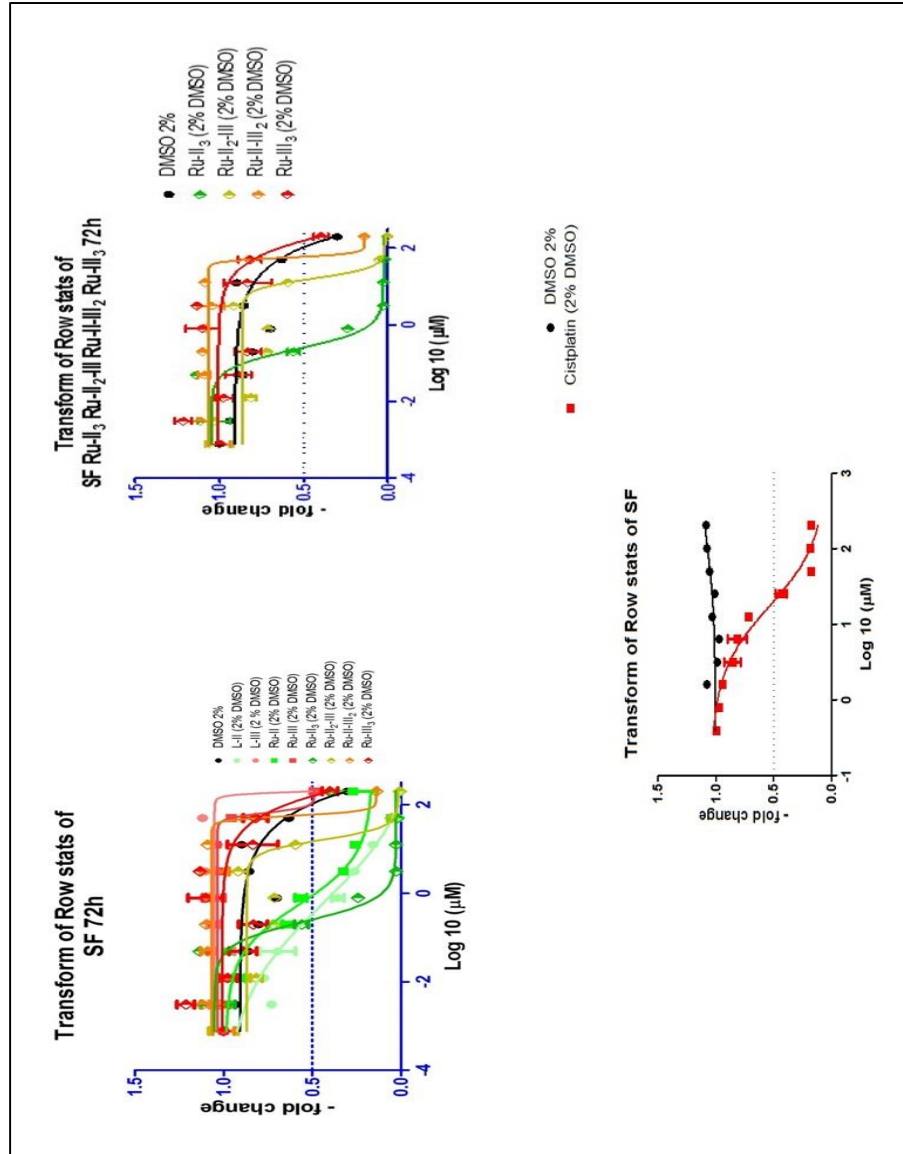 Transform of Row stats of
SF 72h
- fold change
1.5
1.0
0.5
0.0
-4
-2
0
2
Log 10 (µM)
DMSO 2%
L-II (2% DMSO)
L-III (2 % DMSO)
Ru-II (2% DMSO)
Ru-III (2% DMSO)
Ru-II₃ (2% DMSO)
Ru-II₂-III (2% DMSO)
Ru-II-III₂ (2% DMSO)
Ru-III₃ (2% DMSO)
Transform of Row stats of
SF Ru-II₃ Ru-II₂-III Ru-II-III₂ Ru-III₃ 72h
- fold change
1.5
1.0
0.5
0.0
-4
-2
0
2
Log 10 (µM)
DMSO 2%
Ru-II₃ (2% DMSO)
Ru-II₂-III (2% DMSO)
Ru-II-III₂ (2% DMSO)
Ru-III₃ (2% DMSO)
Transform of Row stats of SF
- fold change
1.5
1.0
0.5
0.0
-1
0
1
2
3
Log 10 (µM)
DMSO 2%
Cistplatin (2% DMSO)